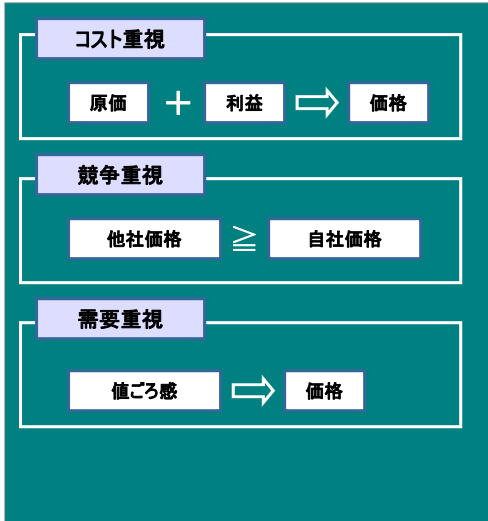 コスト重視
原価 ＋ 利益 ⇨ 価格
競争重視
他社価格 ≧ 自社価格
需要重視
値ごろ感 ⇨ 価格